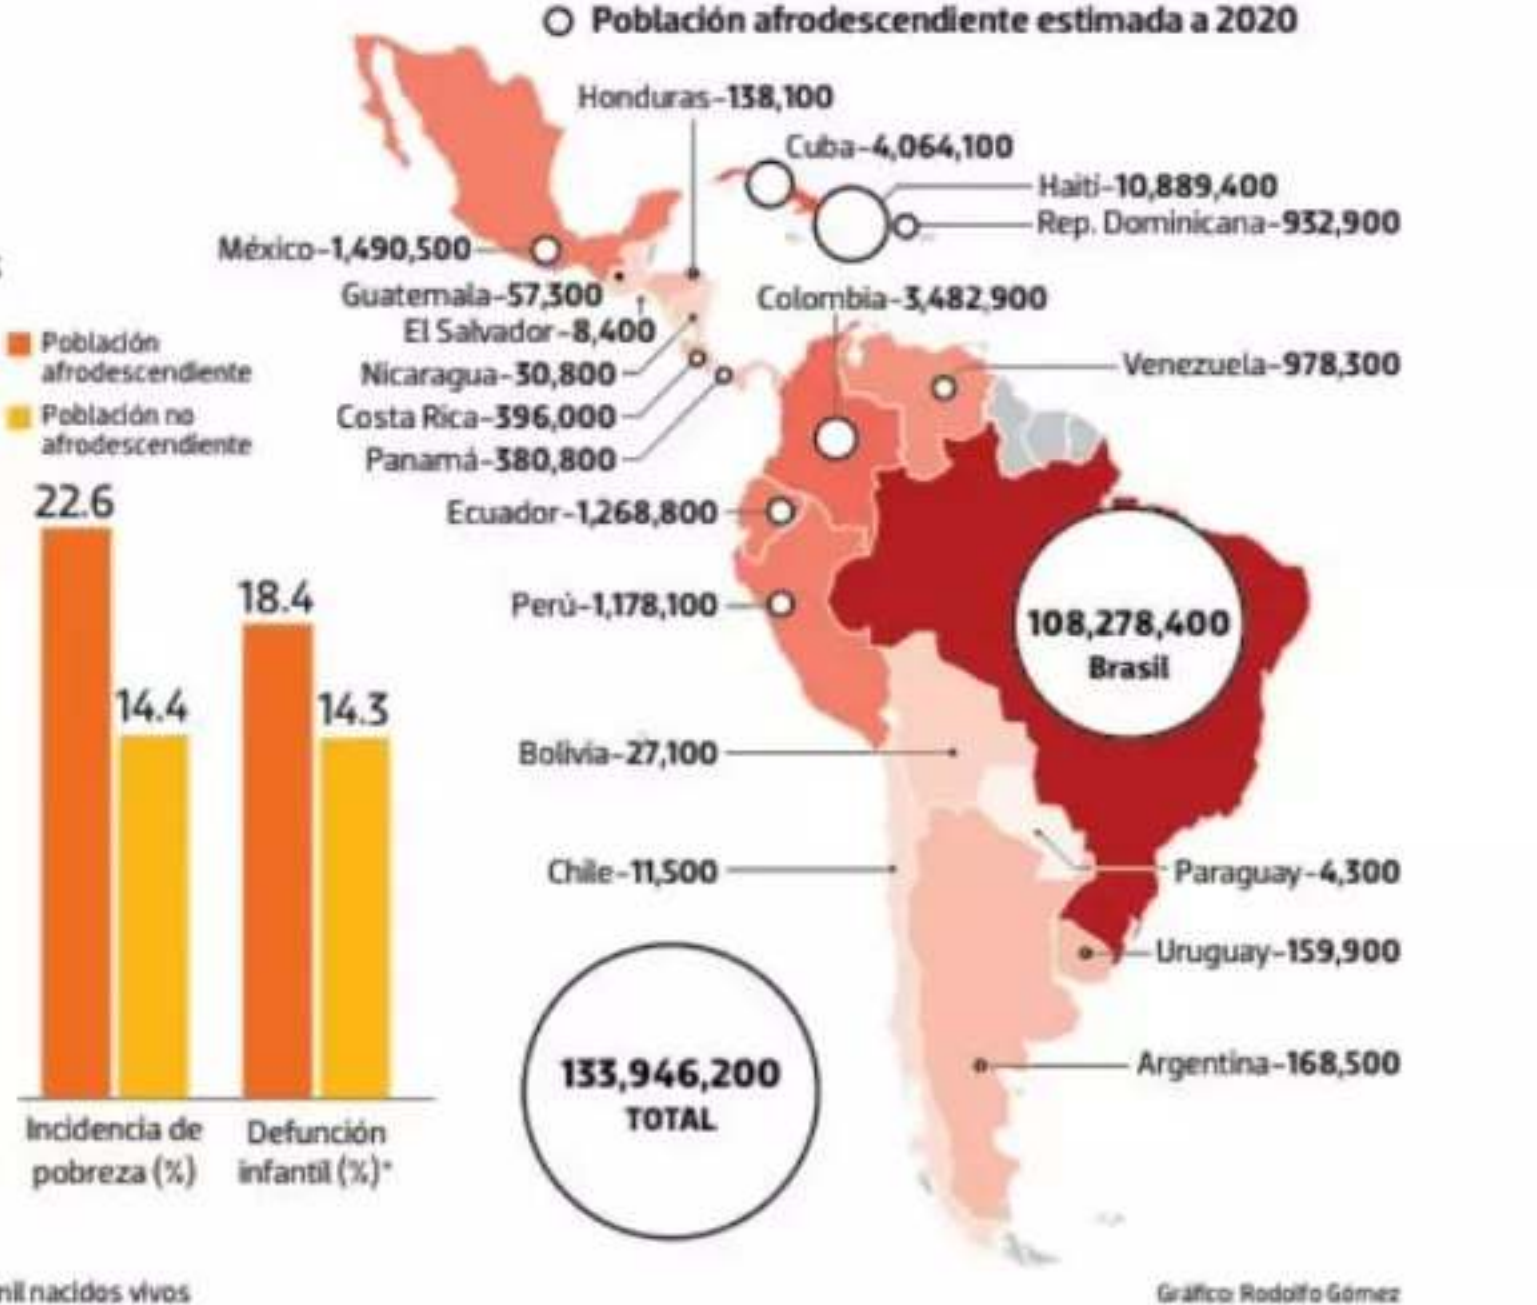 Población afrodescendiente estimada a 2020
Honduras-138,100
Cuba-4,064,100
Haití-10,889,400
Rep. Dominicana-932,900
México-1,490,500
Guatemala-57,300
El Salvador-8,400
Nicaragua-30,800
Costa Rica-396,000
Panamá-380,800
Colombia-3,482,900
Venezuela-978,300
Ecuador-1,268,800
Perú-1,178,100
108,278,400
Brasil
Bolivia-27,100
Chile-11,500
Paraguay-4,300
Uruguay-159,900
Argentina-168,500
133,946,200
TOTAL
Población
afrodescendiente
Población no
afrodescendiente
22.6
14.4
18.4
14.3
Incidencia de
pobreza (%)
Defunción
infantil (%)*
nacidos vivos
Gráfico: Rodolfo Gómez